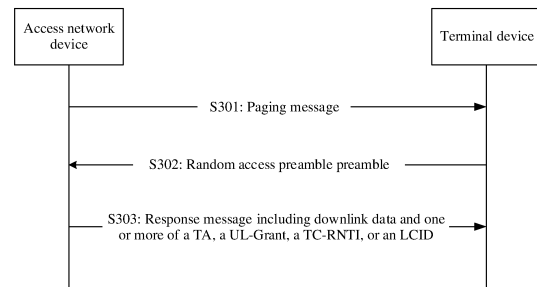 Access network
device
Terminal device
S301: Paging message
S302: Random access preamble preamble
S303: Response message including downlink data and one
or more of a TA, a UL-Grant, a TC-RNTI, or an LCID